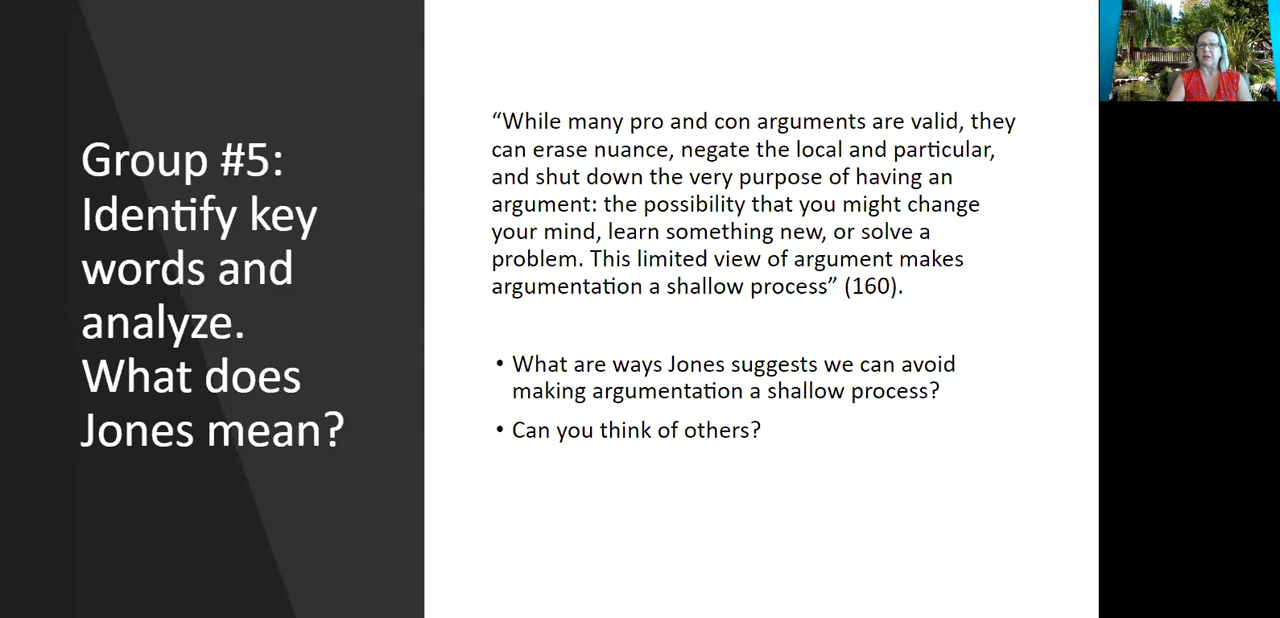 Group #5:
Identify key
words and
analyze.
What does
Jones mean?
“While many pro and con arguments are valid, they
can erase nuance, negate the local and particular,
and shut down the very purpose of having an
argument: the possibility that you might change
your mind, learn something new, or solve a
problem. This limited view of argument makes
argumentation a shallow process” (160).
• What are ways Jones suggests we can avoid
making argumentation a shallow process?
• Can you think of others?